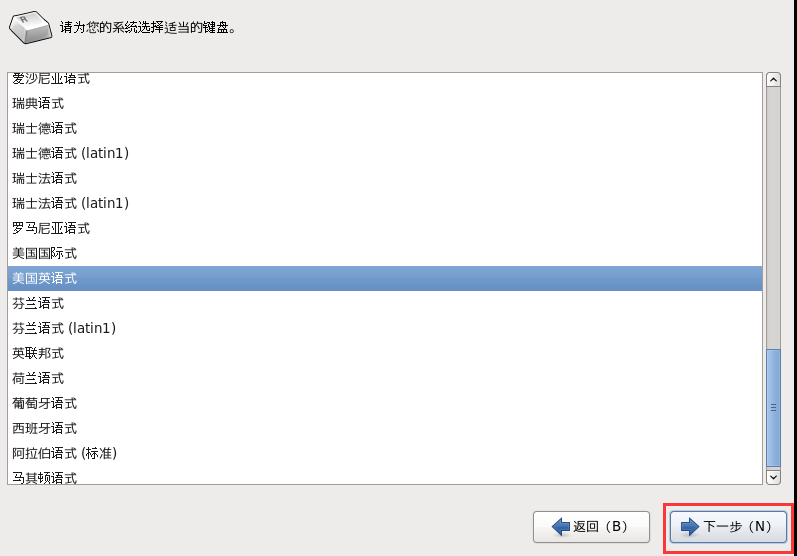 R
请为您的系统选择适当的键盘。
爱沙尼亚语式
瑞典语式
瑞士德语式
瑞士德语式 (latin1)
瑞士法语式
瑞士法语式 (latin1)
罗马尼亚语式
美国国际式
美国英语式
芬兰语式
芬兰语式 (latin1)
英联邦式
荷兰语式
葡萄牙语式
西班牙语式
阿拉伯语式 (标准)
马其顿语式
返回（B） 下一步（N）